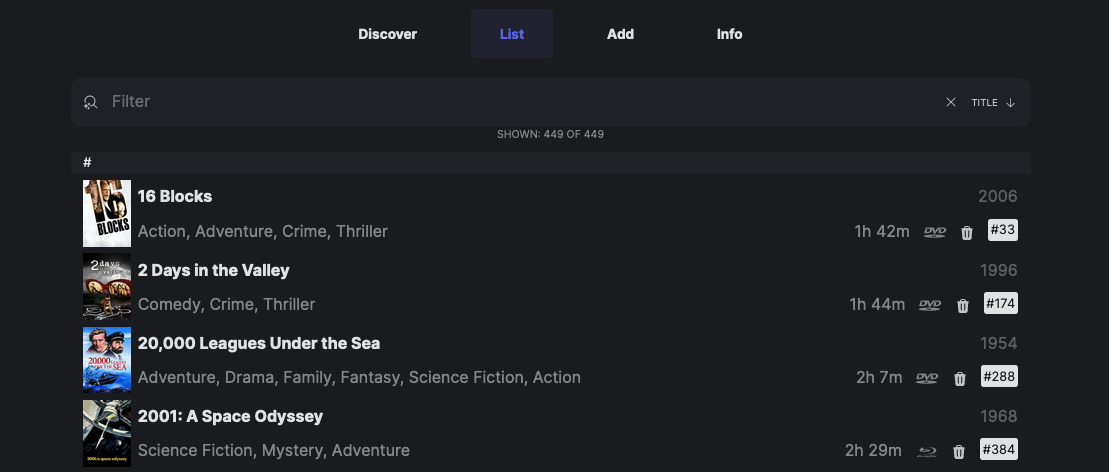 Discover List Add Info
Filter TITLE
SHOWN: 449 OF 449
#
16 BLOCKS
16 Blocks 2006
Action, Adventure, Crime, Thriller 1h 42m DVD #33
2 days in the valley
2 Days in the Valley 1996
Comedy, Crime, Thriller 1h 44m DVD #174
20,000 LEAGUES UNDER THE SEA
20,000 Leagues Under the Sea 1954
Adventure, Drama, Family, Fantasy, Science Fiction, Action 2h 7m DVD #288
2001: A Space Odyssey 1968
2001: a space odyssey
Science Fiction, Mystery, Adventure 2h 29m #384